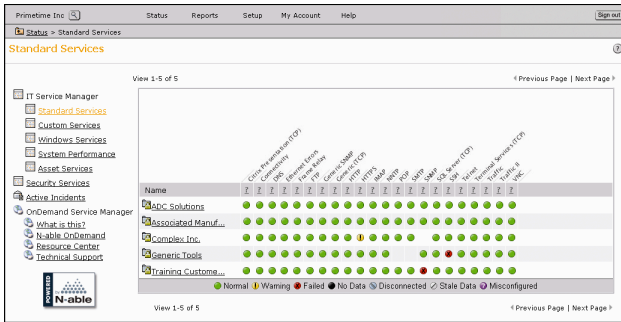 Primetime Inc Status Reports Setup My Account Help Sign out
Status > Standard Services
Standard Services ?
View 1-5 of 5 Previous Page | Next Page
IT Service Manager
Standard Services
Custom Services
Windows Services
System Performance
Asset Services
Security Services
Active Incidents
OnDemand Service Manager
What is this?
N-able OnDemand
Resource Center
Technical Support
POWERED BY N-able
Citrix Presentation (TCP)
Connectivity
DNS
Ethernet Errors
Frame Relay
FTP
Generic SNMP
Generic (TCP)
HTTP
HTTPS
IMAP
NNTP
POP
SMTP
SNMP
SQL Server (TCP)
SSH
Telnet
Terminal Services (TCP)
Traffic
Traffic II
VNC
Name ? ? ? ? ? ? ? ? ? ? ? ? ? ? ? ? ? ? ? ? ? ?
ADC Solutions
Associated Manuf...
Complex Inc.
Generic Tools
Training Custome...
Normal Warning Failed No Data Disconnected Stale Data Misconfigured
View 1-5 of 5 Previous Page | Next Page